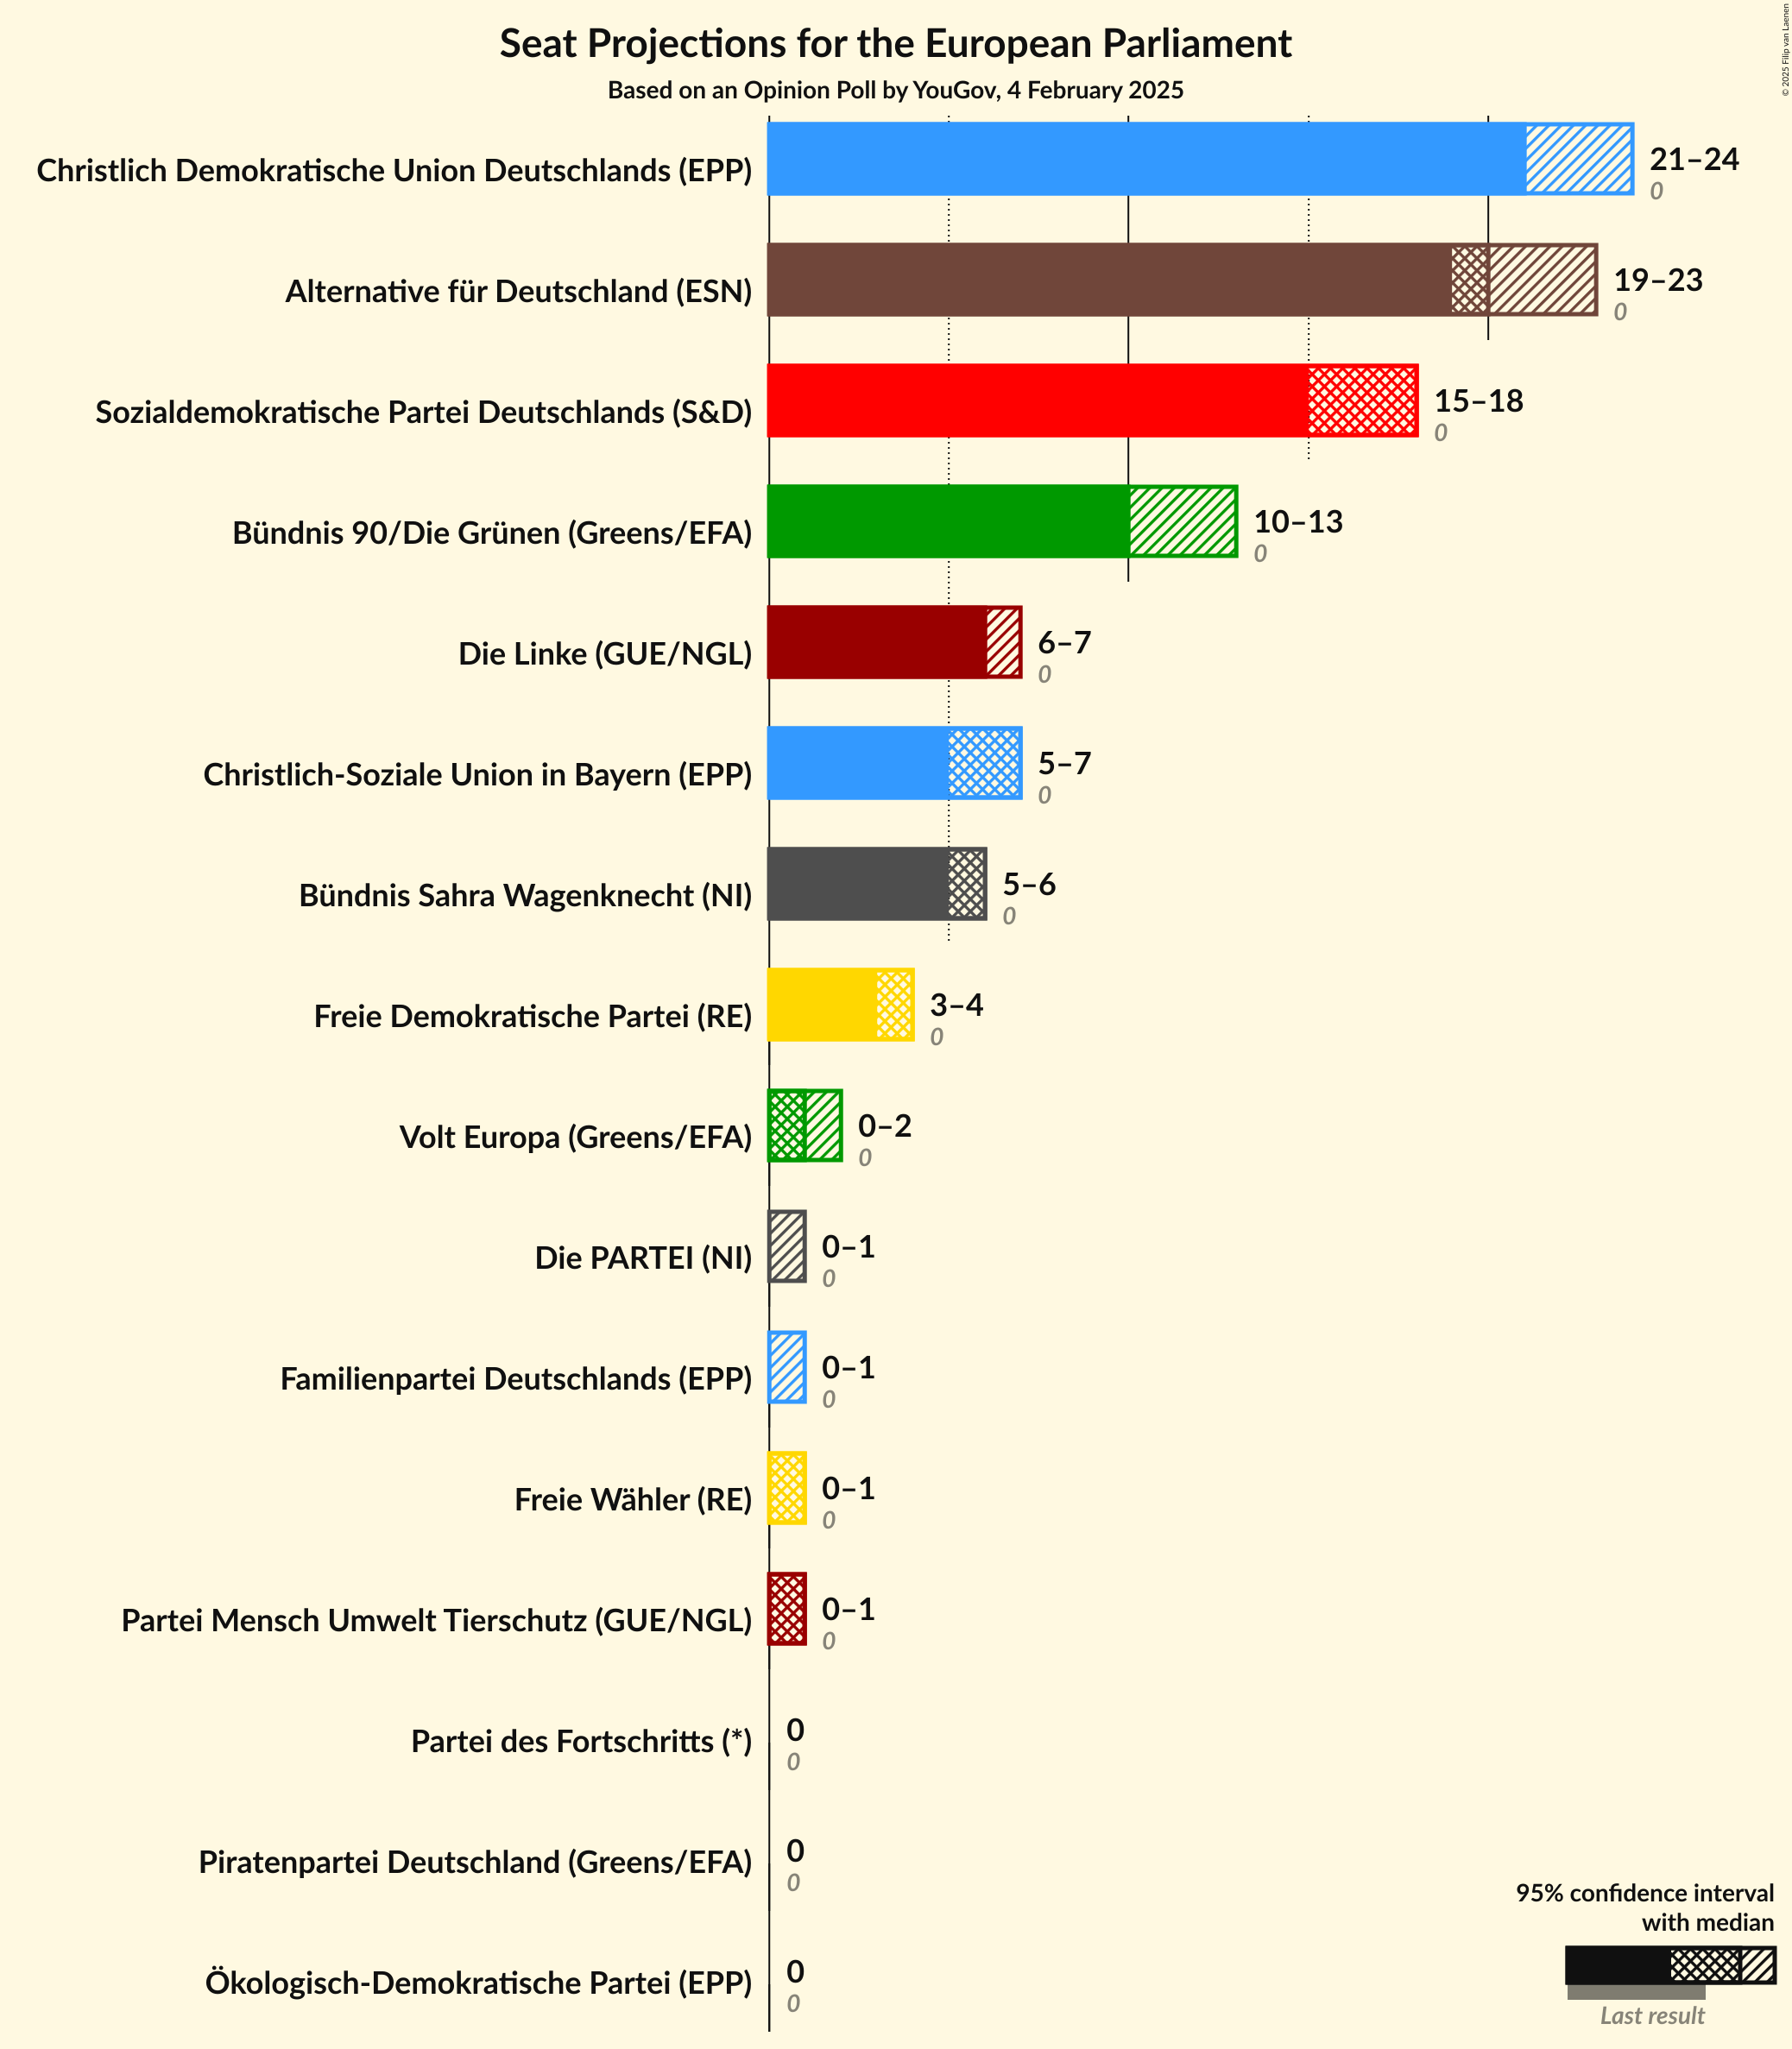 Seat Projections for the European Parliament
Based on an Opinion Poll by YouGov, 4 February 2025
© 2025 Filip van Laenen
Christlich Demokratische Union Deutschlands (EPP)
21–24
0
Alternative für Deutschland (ESN)
19–23
0
Sozialdemokratische Partei Deutschlands (S&D)
15–18
0
Bündnis 90/Die Grünen (Greens/EFA)
10–13
0
Die Linke (GUE/NGL)
6–7
0
Christlich-Soziale Union in Bayern (EPP)
5–7
0
Bündnis Sahra Wagenknecht (NI)
5–6
0
Freie Demokratische Partei (RE)
3–4
0
Volt Europa (Greens/EFA)
0–2
0
Die PARTEI (NI)
0–1
0
Familienpartei Deutschlands (EPP)
0–1
0
Freie Wähler (RE)
0–1
0
Partei Mensch Umwelt Tierschutz (GUE/NGL)
0–1
0
Partei des Fortschritts (*)
0
0
Piratenpartei Deutschland (Greens/EFA)
0
0
Ökologisch-Demokratische Partei (EPP)
0
0
95% confidence interval
with median
Last result